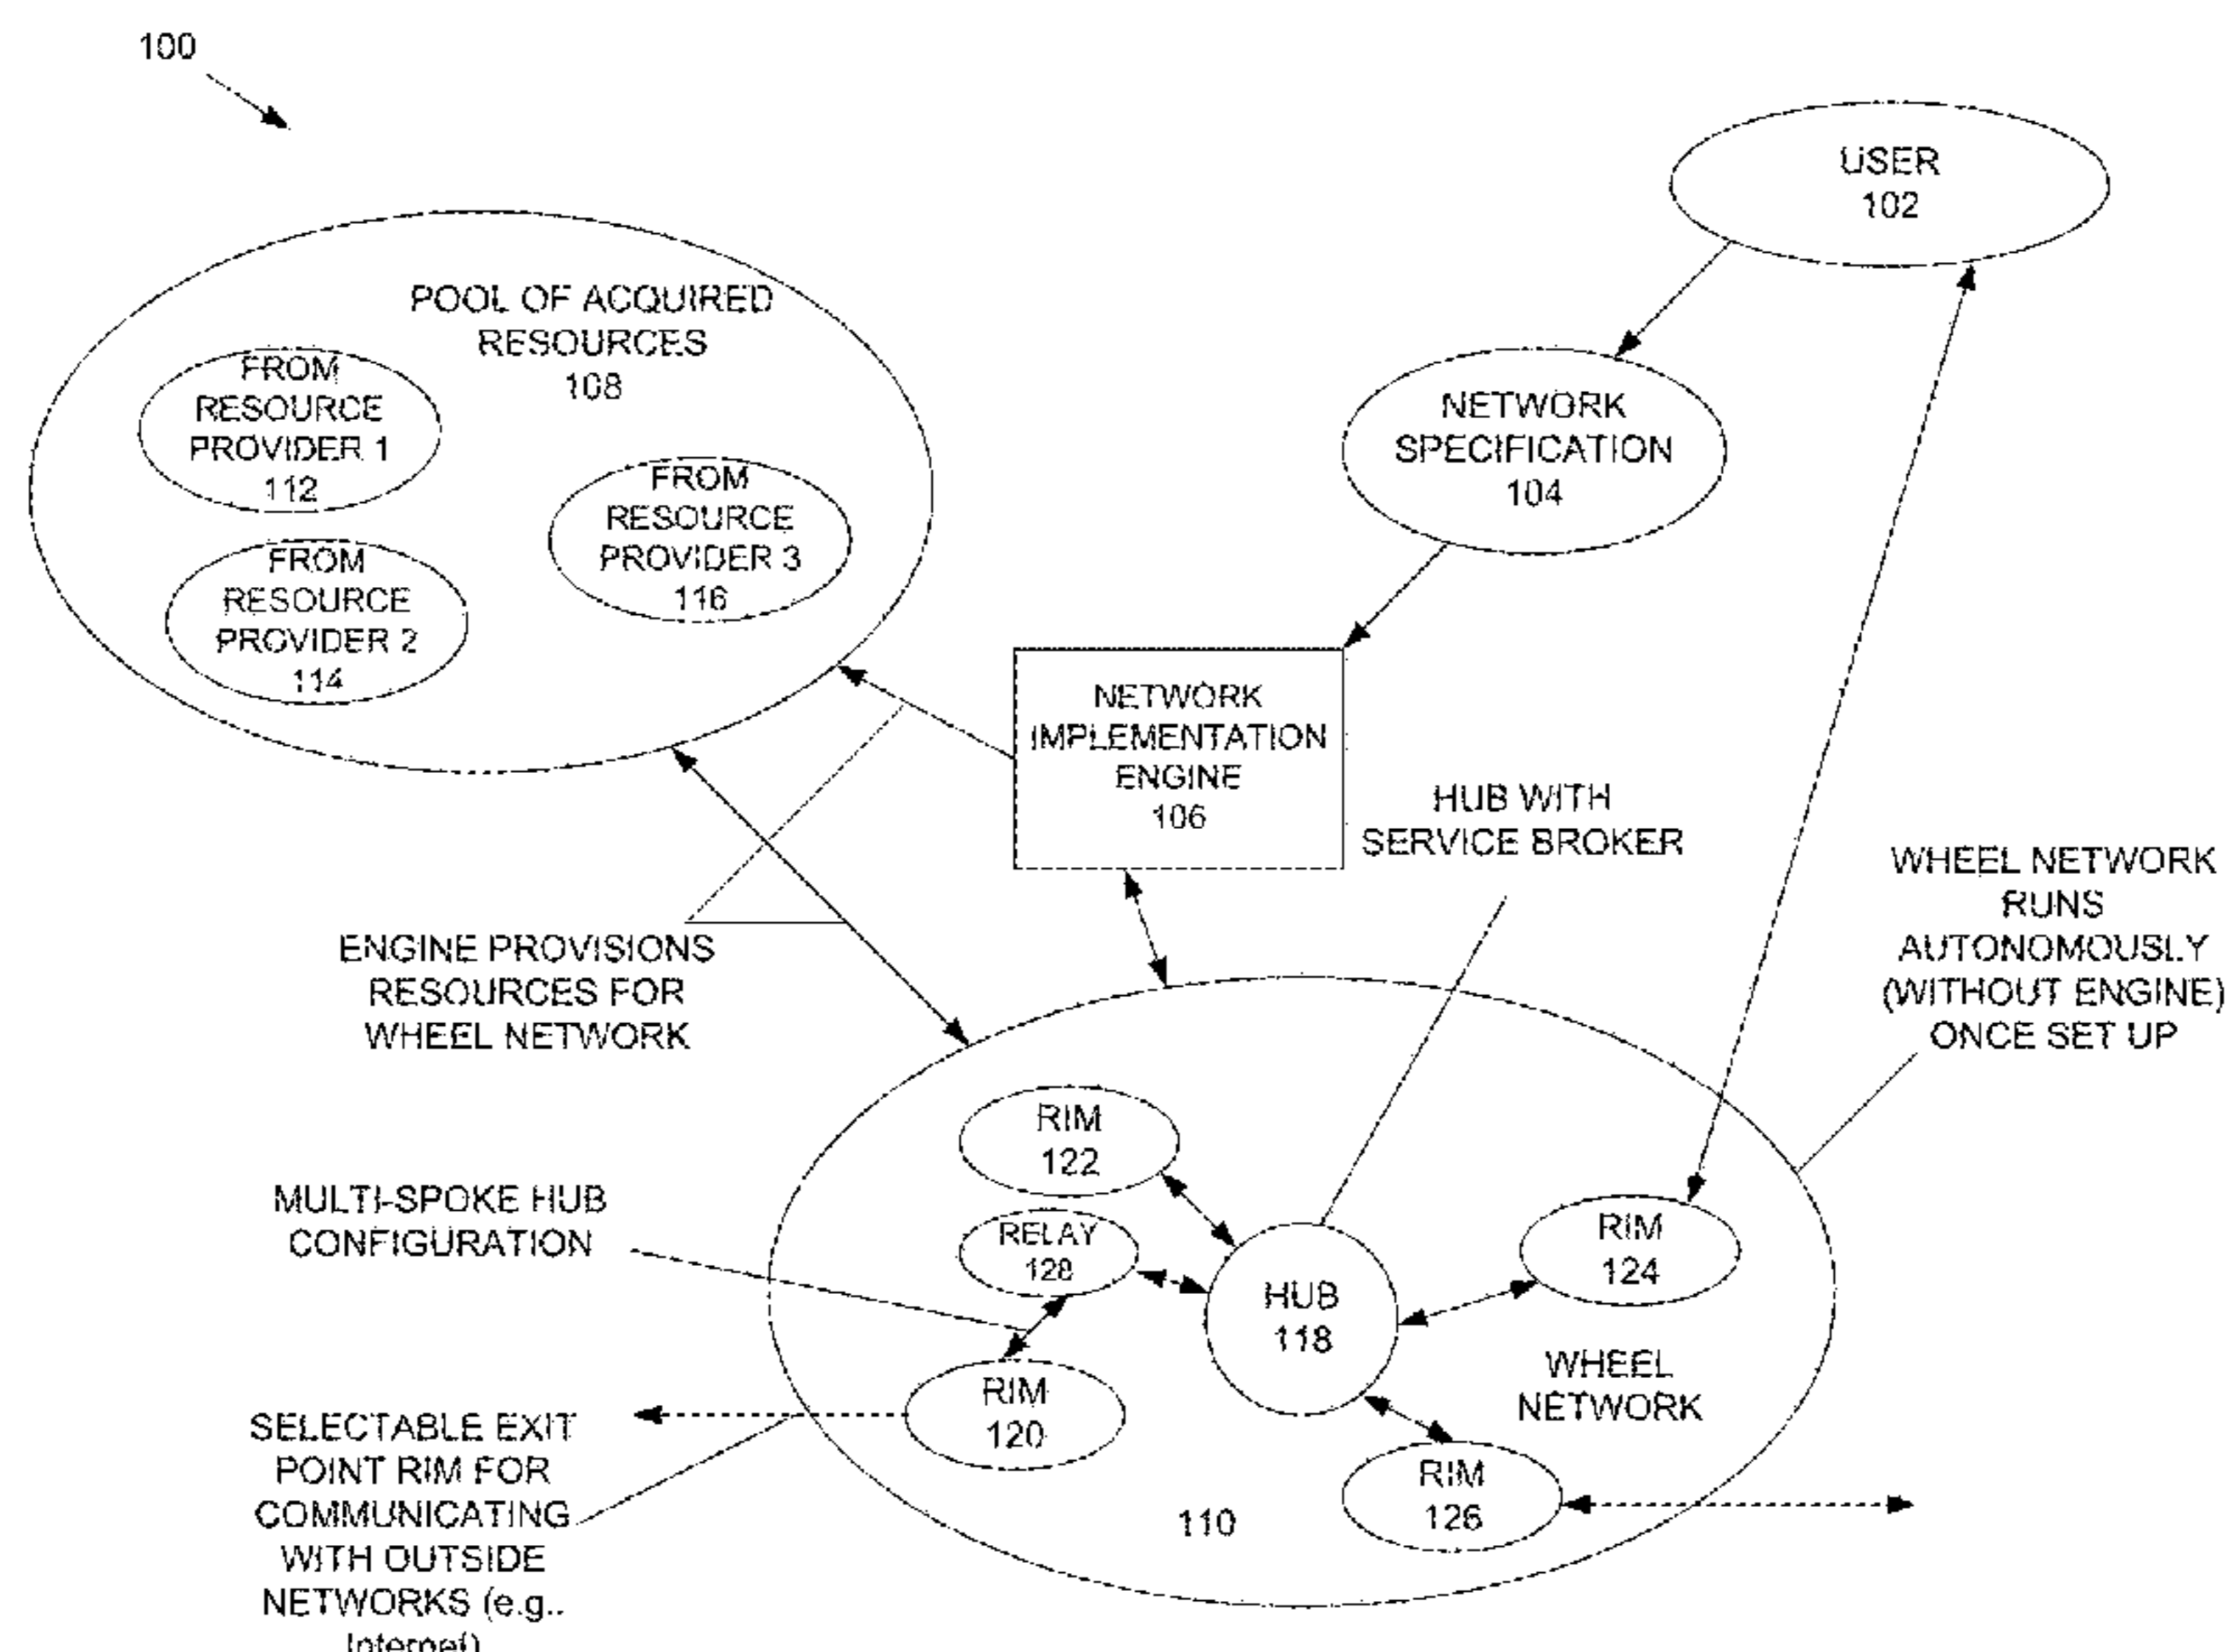 100
USER
102
POOL OF ACQUIRED
RESOURCES
108
FROM
RESOURCE
PROVIDER 1
112
FROM
RESOURCE
PROVIDER 3
116
FROM
RESOURCE
PROVIDER 2
114
NETWORK
SPECIFICATION
104
NETWORK
IMPLEMENTATION
ENGINE
106
HUB WITH
SERVICE BROKER
WHEEL NETWORK
RUNS
AUTONOMOUSLY
(WITHOUT ENGINE)
ONCE SET UP
ENGINE PROVISIONS
RESOURCES FOR
WHEEL NETWORK
RIM
122
MULTI-SPOKE HUB
CONFIGURATION
RELAY
128
HUB
118
RIM
124
WHEEL
NETWORK
RIM
120
RIM
126
110
SELECTABLE EXIT
POINT RIM FOR
COMMUNICATING
WITH OUTSIDE
NETWORKS (e.g.,
Internet)